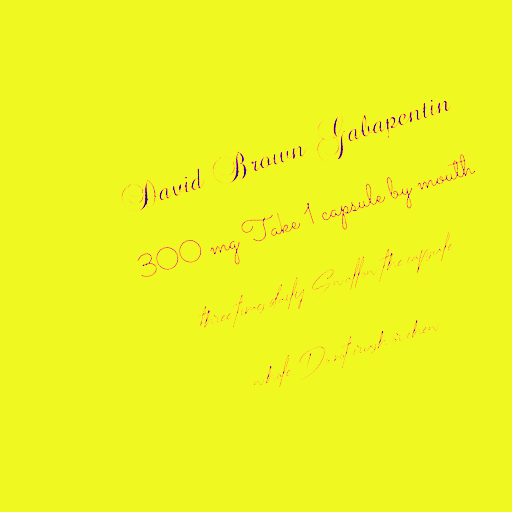 David Brown Gabapentin
300 mg Take 1 capsule by mouth
three times daily Swallow the capsule
whole Do not crush or chew